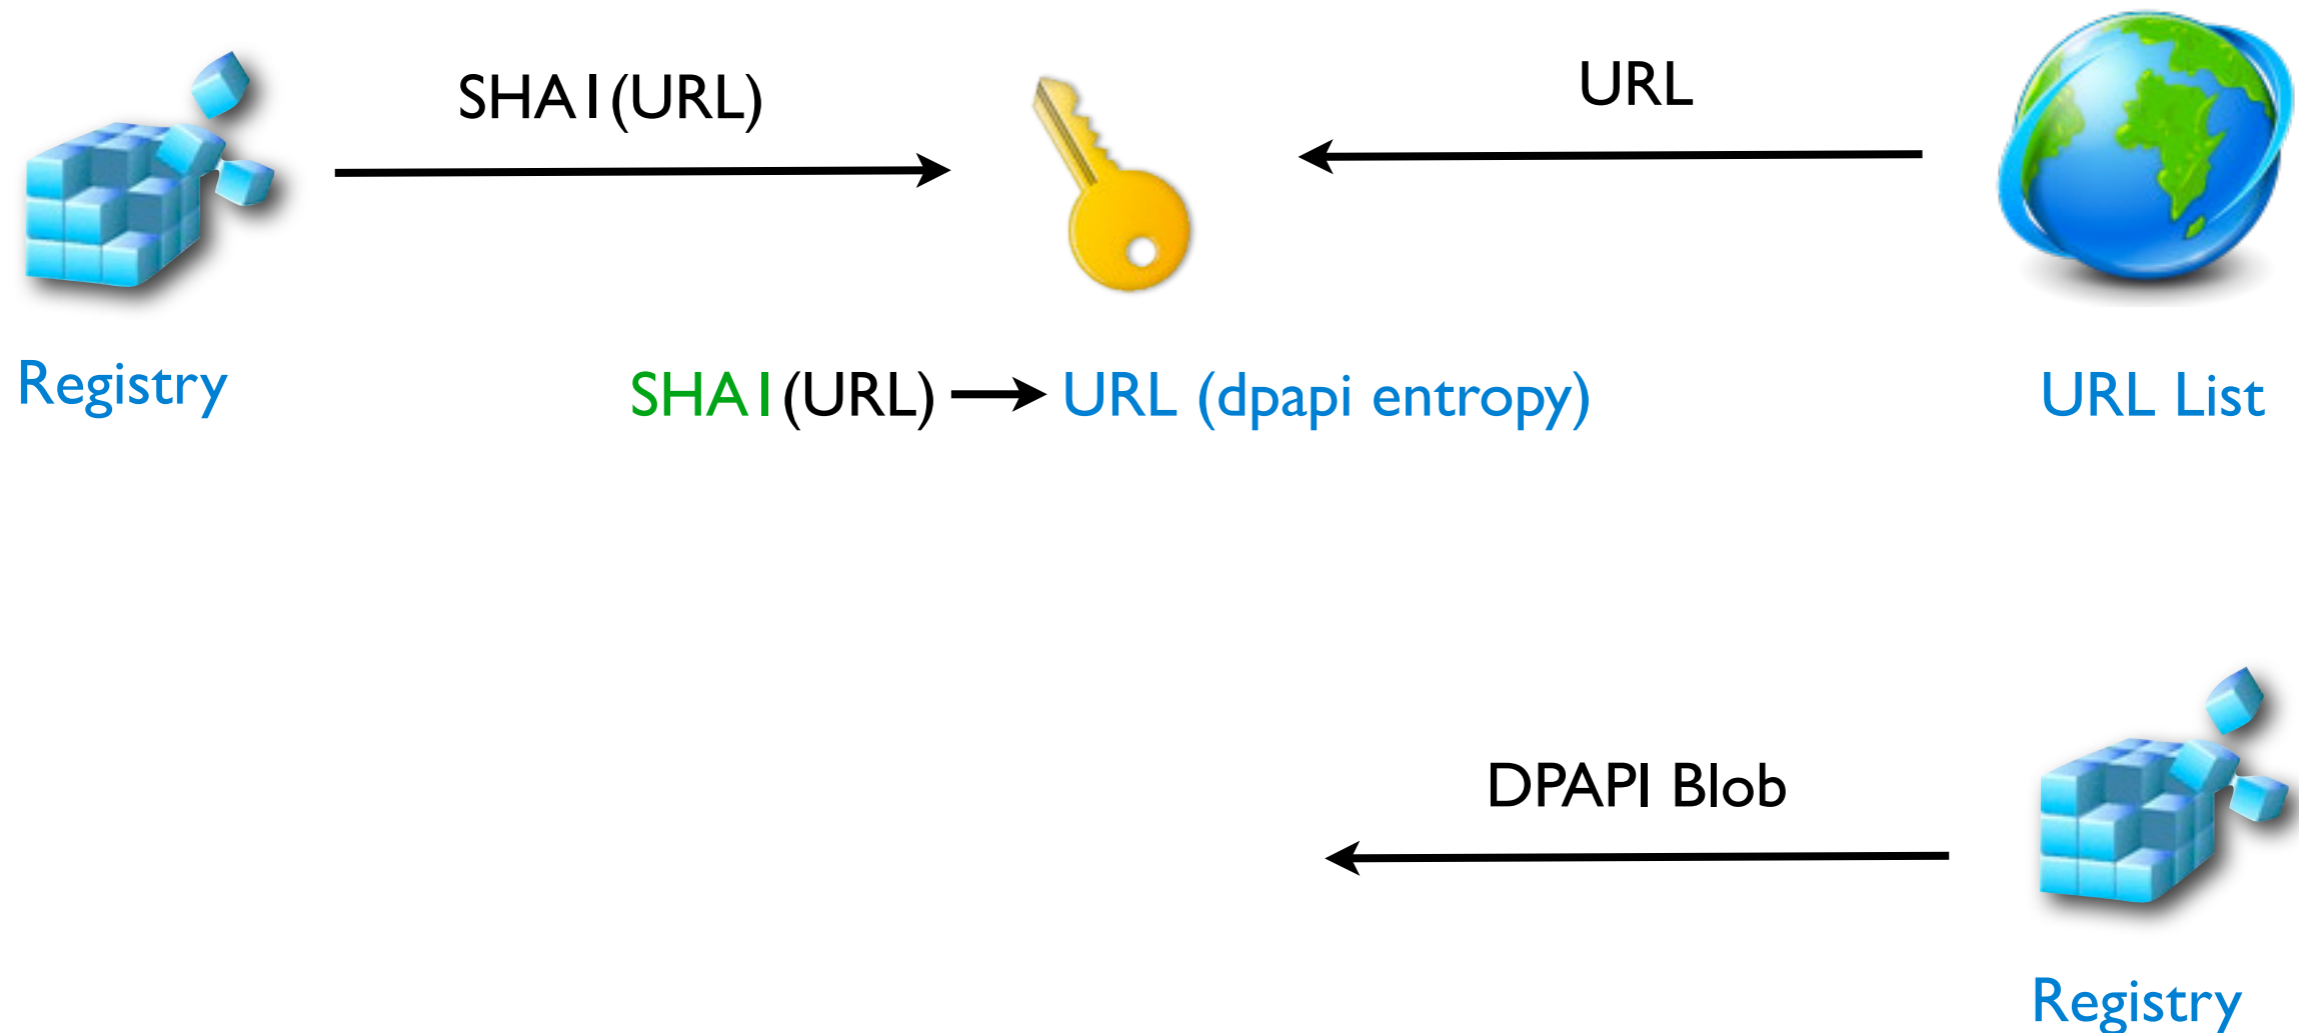 SHA1(URL)
URL
Registry
SHA1(URL) → URL (dpapi entropy)
URL List
DPAPI Blob
Registry